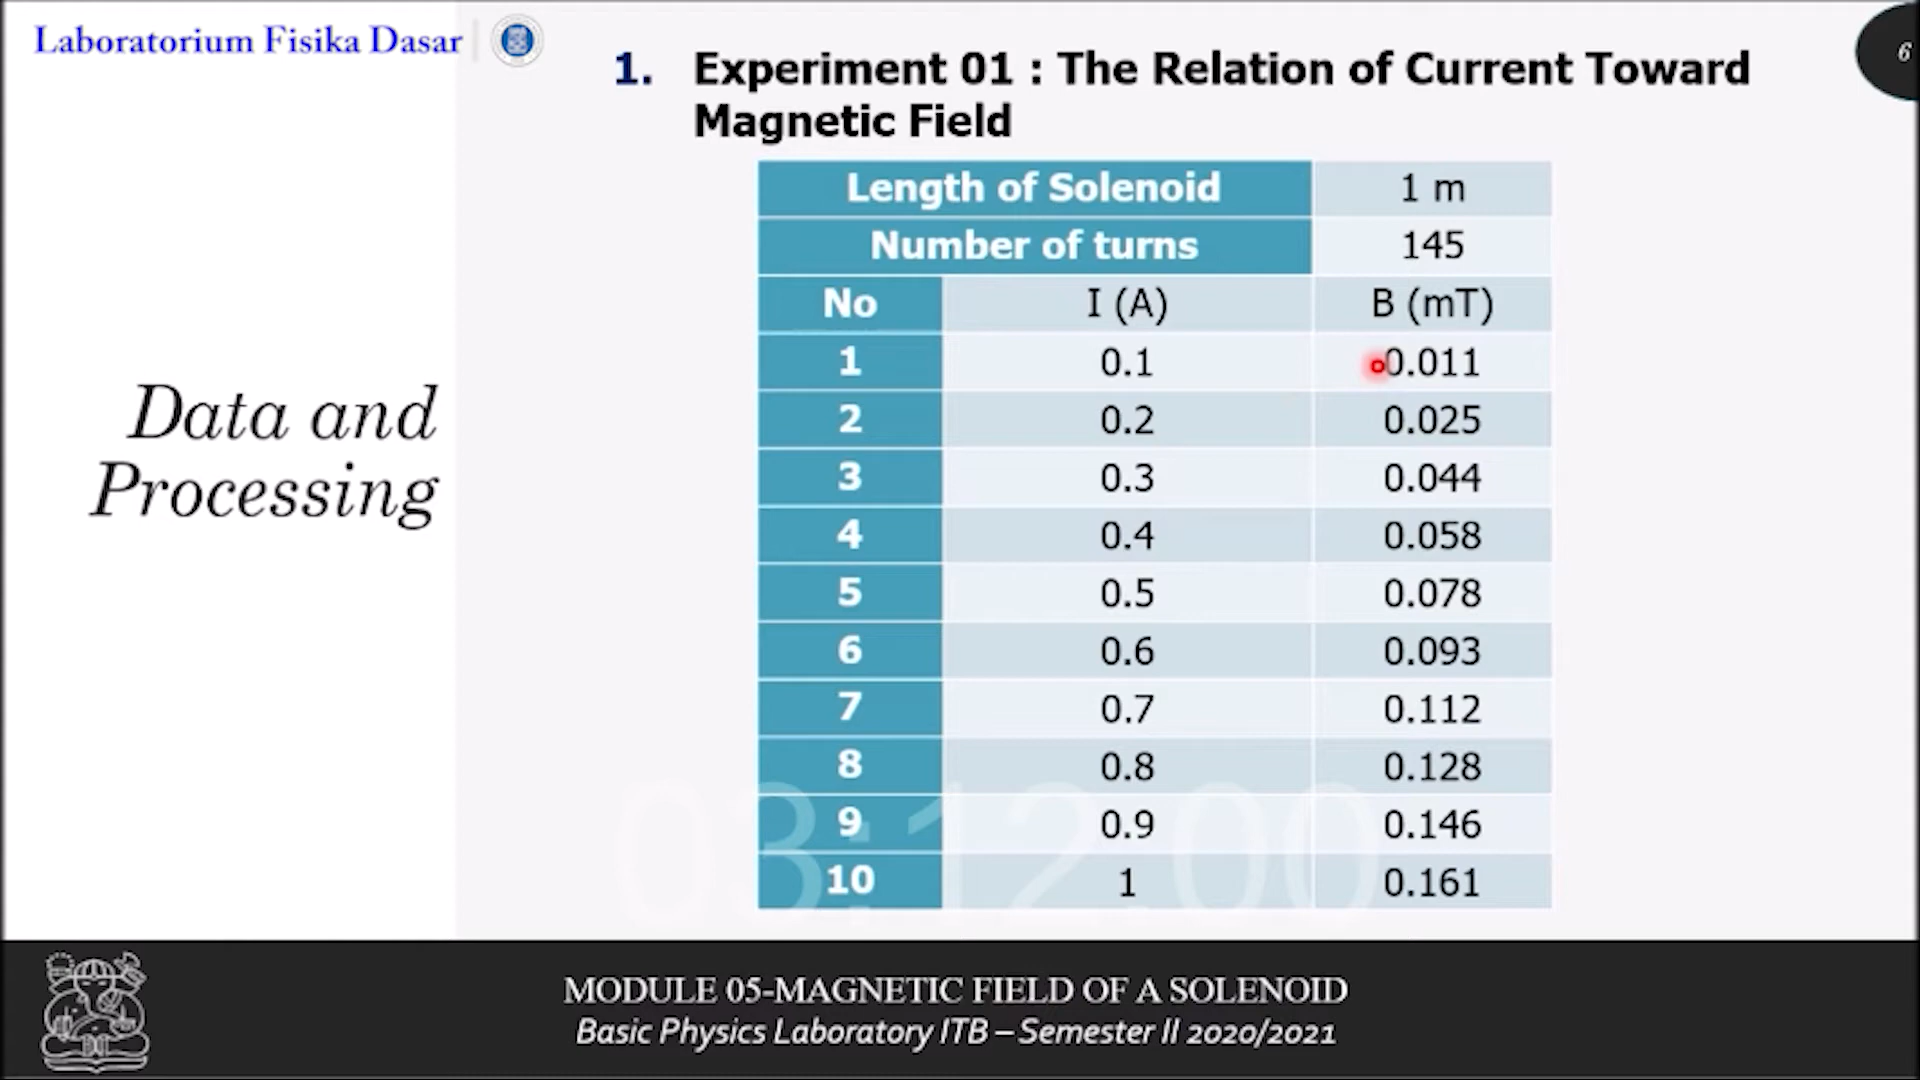 Laboratorium Fisika Dasar
6
1. Experiment 01 : The Relation of Current Toward
Magnetic Field
Data and
Processing
Length of Solenoid 1 m
Number of turns 145
No I (A) B (mT)
1 0.1 0.011
2 0.2 0.025
3 0.3 0.044
4 0.4 0.058
5 0.5 0.078
6 0.6 0.093
7 0.7 0.112
8 0.8 0.128
9 0.9 0.146
10 1 0.161
03:12:00
MODULE 05-MAGNETIC FIELD OF A SOLENOID
Basic Physics Laboratory ITB – Semester II 2020/2021